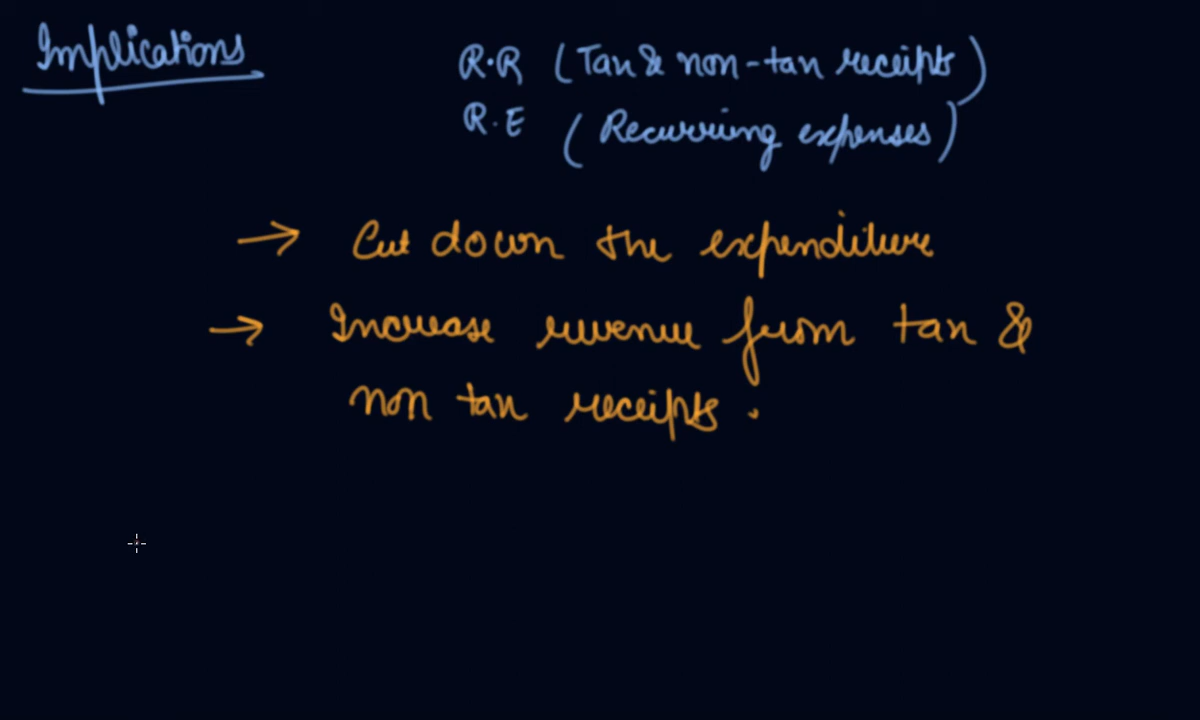 Implications
R.R (Tax & non-tax receipts)
R.E (Recurring expenses)
→ Cut down the expenditure
→ Increase revenue from tax &
non tax receipts.